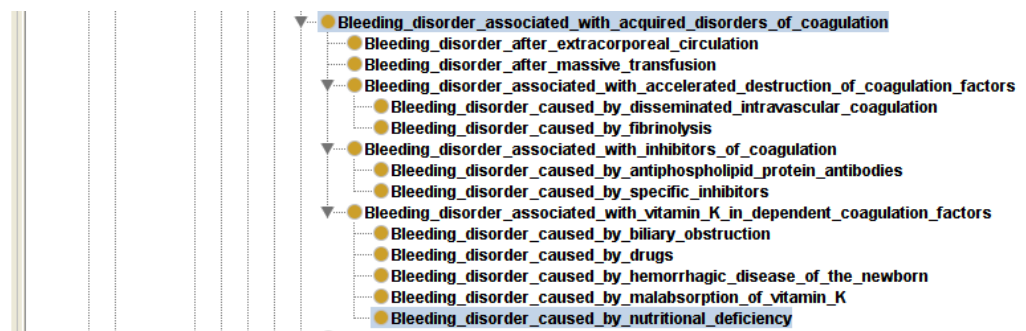 Bleeding_disorder_associated_with_acquired_disorders_of_coagulation
Bleeding_disorder_after_extracorporeal_circulation
Bleeding_disorder_after_massive_transfusion
Bleeding_disorder_associated_with_accelerated_destruction_of_coagulation_factors
Bleeding_disorder_caused_by_disseminated_intravascular_coagulation
Bleeding_disorder_caused_by_fibrinolysis
Bleeding_disorder_associated_with_inhibitors_of_coagulation
Bleeding_disorder_caused_by_antiphospholipid_protein_antibodies
Bleeding_disorder_caused_by_specific_inhibitors
Bleeding_disorder_associated_with_vitamin_K_in_dependent_coagulation_factors
Bleeding_disorder_caused_by_biliary_obstruction
Bleeding_disorder_caused_by_drugs
Bleeding_disorder_caused_by_hemorrhagic_disease_of_the_newborn
Bleeding_disorder_caused_by_malabsorption_of_vitamin_K
Bleeding_disorder_caused_by_nutritional_deficiency